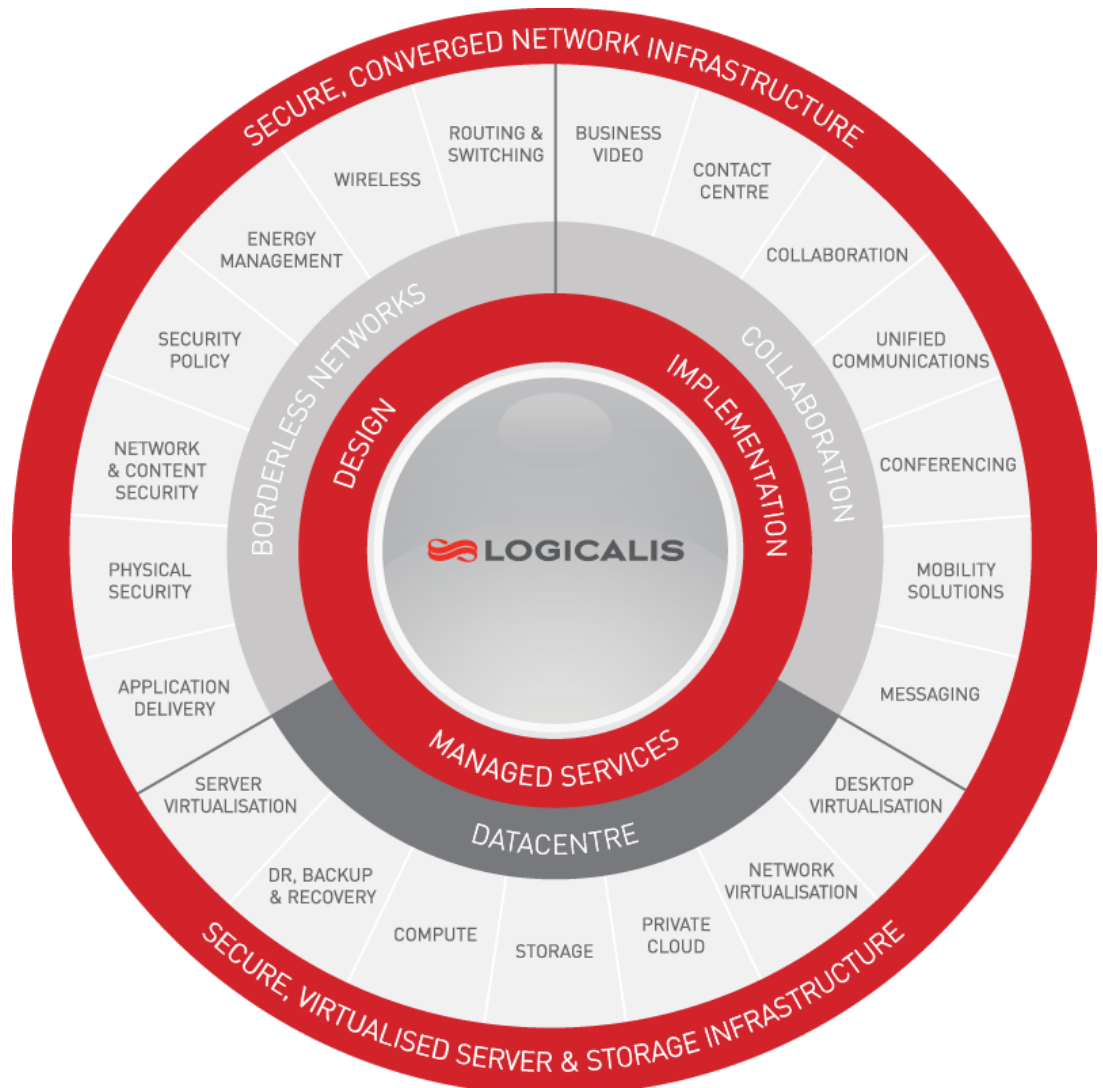 SECURE, CONVERGED NETWORK INFRASTRUCTURE
ROUTING &
SWITCHING
BUSINESS
VIDEO
WIRELESS
CONTACT
CENTRE
ENERGY
MANAGEMENT
COLLABORATION
SECURITY
POLICY
UNIFIED
COMMUNICATIONS
NETWORK
& CONTENT
SECURITY
CONFERENCING
PHYSICAL
SECURITY
MOBILITY
SOLUTIONS
APPLICATION
DELIVERY
MESSAGING
SERVER
VIRTUALISATION
DESKTOP
VIRTUALISATION
DR, BACKUP
& RECOVERY
NETWORK
VIRTUALISATION
COMPUTE
STORAGE
PRIVATE
CLOUD
BORDERLESS NETWORKS
COLLABORATION
DATACENTRE
DESIGN
IMPLEMENTATION
MANAGED SERVICES
LOGICALIS
SECURE, VIRTUALISED SERVER & STORAGE INFRASTRUCTURE